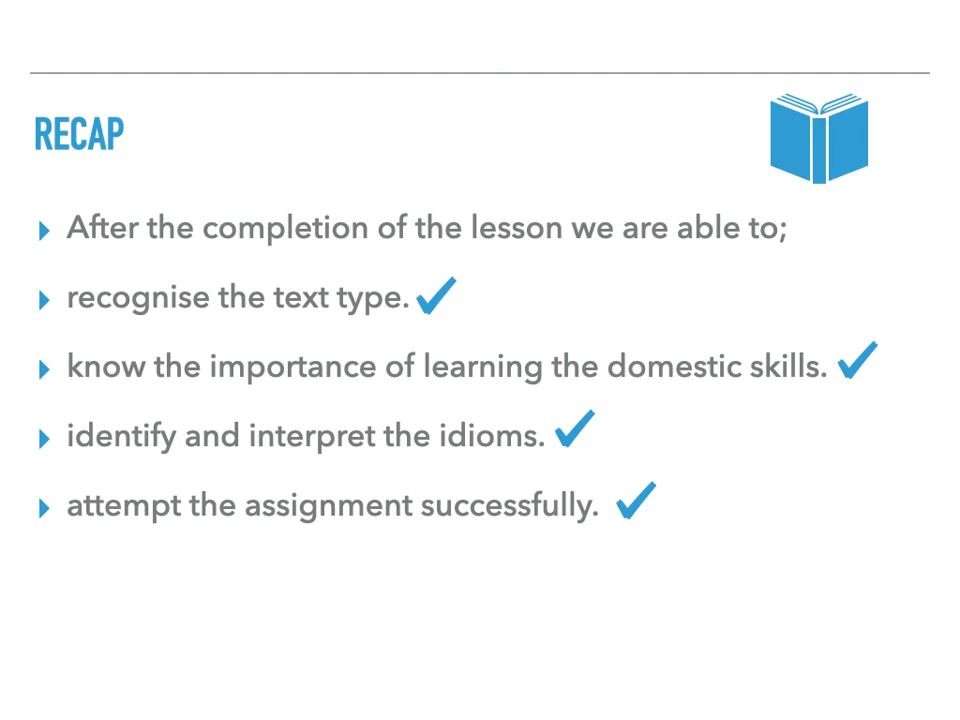 RECAP
After the completion of the lesson we are able to;
recognise the text type.
know the importance of learning the domestic skills.
identify and interpret the idioms.
attempt the assignment successfully.